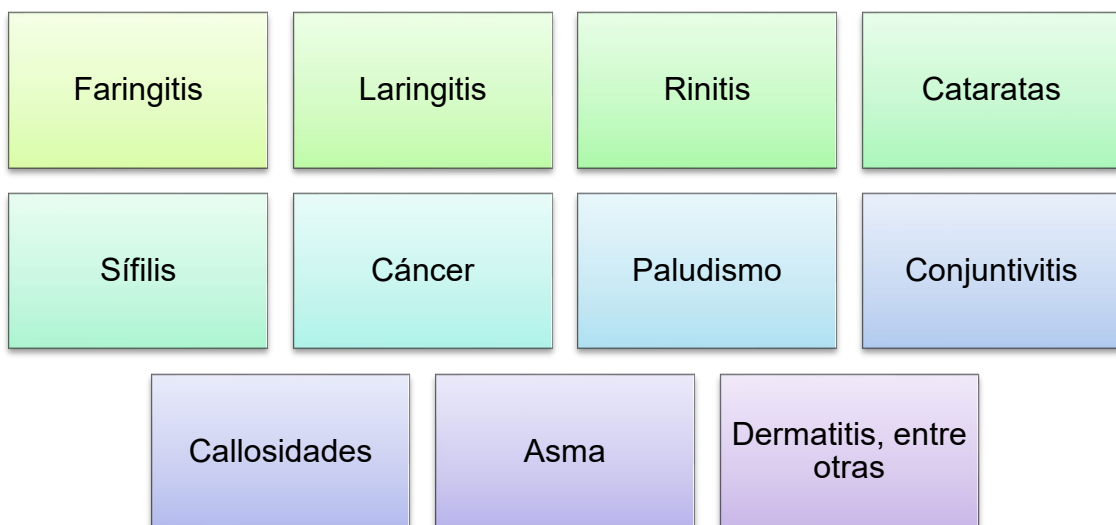 Faringitis
Laringitis
Rinitis
Cataratas
Sífilis
Cáncer
Paludismo
Conjuntivitis
Callosidades
Asma
Dermatitis, entre
otras